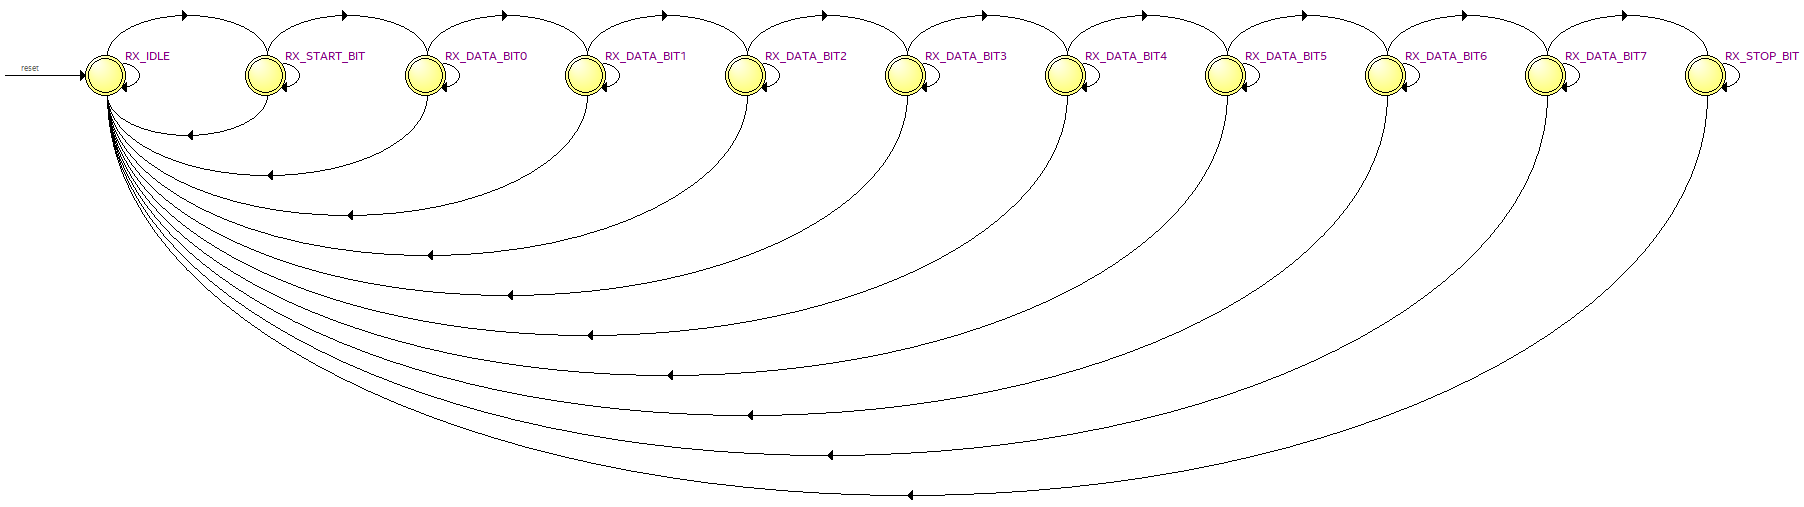 RX_IDLE
RX_START_BIT
RX_DATA_BIT0
RX_DATA_BIT1
RX_DATA_BIT2
RX_DATA_BIT3
RX_DATA_BIT4
RX_DATA_BIT5
RX_DATA_BIT6
RX_DATA_BIT7
RX_STOP_BIT
reset